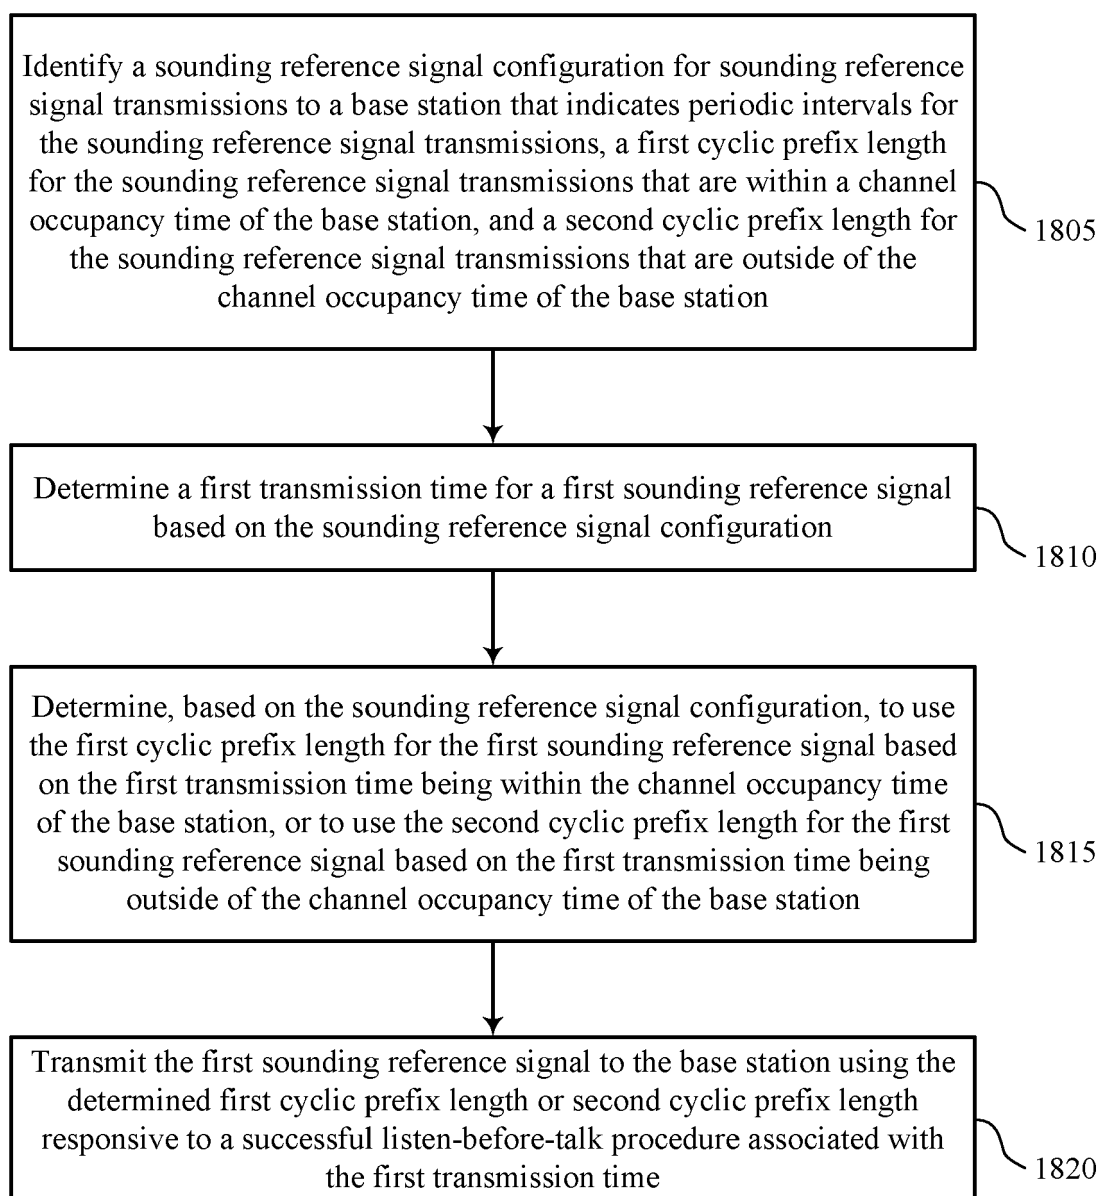 Identify a sounding reference signal configuration for sounding reference
signal transmissions to a base station that indicates periodic intervals for
the sounding reference signal transmissions, a first cyclic prefix length
for the sounding reference signal transmissions that are within a channel
occupancy time of the base station, and a second cyclic prefix length for
the sounding reference signal transmissions that are outside of the
channel occupancy time of the base station
1805
Determine a first transmission time for a first sounding reference signal
based on the sounding reference signal configuration
1810
Determine, based on the sounding reference signal configuration, to use
the first cyclic prefix length for the first sounding reference signal based
on the first transmission time being within the channel occupancy time
of the base station, or to use the second cyclic prefix length for the first
sounding reference signal based on the first transmission time being
outside of the channel occupancy time of the base station
1815
Transmit the first sounding reference signal to the base station using the
determined first cyclic prefix length or second cyclic prefix length
responsive to a successful listen-before-talk procedure associated with
the first transmission time
1820